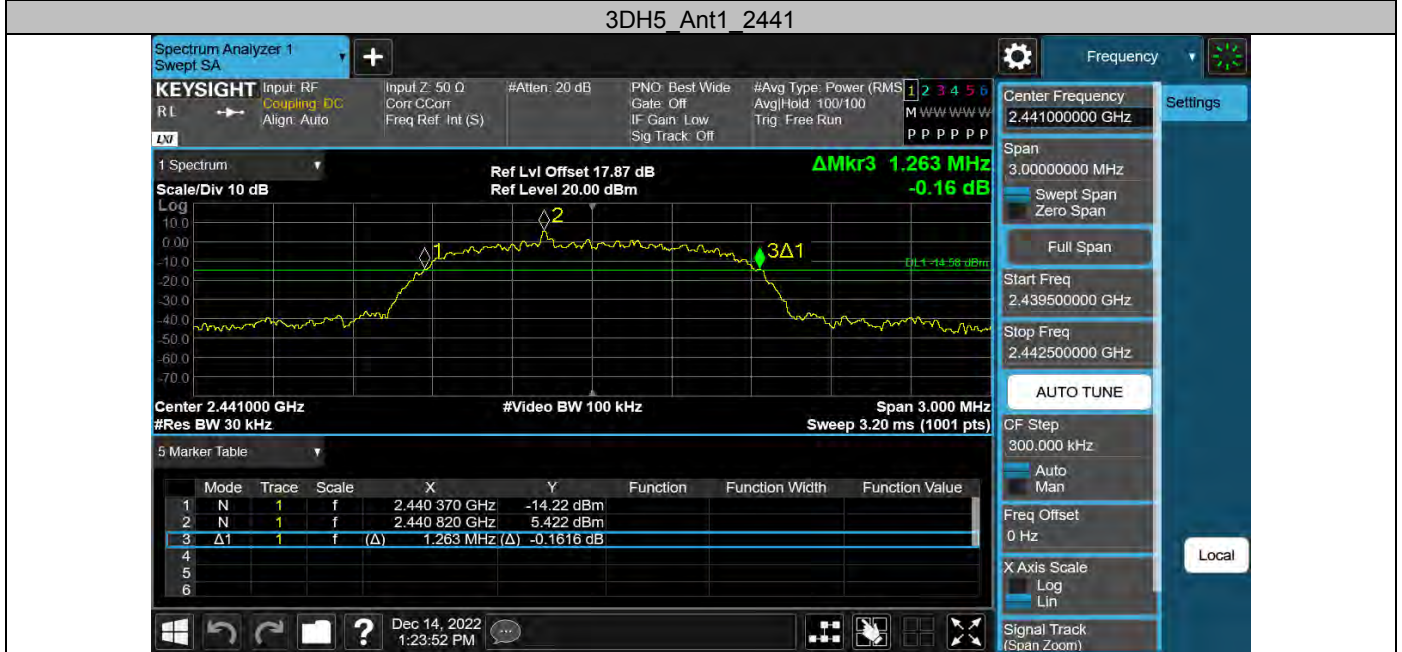 3DH5_Ant1_2441
Spectrum Analyzer 1
Swept SA
+
Frequency
KEYSIGHT
RL
LXI
Input: RF
Coupling: DC
Align: Auto
Input Z: 50 Ω
Corr CCorr
Freq Ref: Int (S)
#Atten: 20 dB
PNO: Best Wide
Gate: Off
IF Gain: Low
Sig Track: Off
#Avg Type: Power (RMS
Avg|Hold: 100/100
Trig: Free Run
1 2 3 4 5 6
M W W W W W
P P P P P P
Center Frequency
2.441000000 GHz
Settings
Span
3.00000000 MHz
Swept Span
Zero Span
Full Span
Start Freq
2.439500000 GHz
Stop Freq
2.442500000 GHz
AUTO TUNE
CF Step
300.000 kHz
Auto
Man
Freq Offset
0 Hz
X Axis Scale
Log
Lin
Local
Signal Track
(Span Zoom)
1 Spectrum
Scale/Div 10 dB
Ref Lvl Offset 17.87 dB
Ref Level 20.00 dBm
ΔMkr3 1.263 MHz
-0.16 dB
Log
10.0
0.00
-10.0
-20.0
-30.0
-40.0
-50.0
-60.0
-70.0
1
2
3Δ1
DL1 -14.58 dBm
Center 2.441000 GHz
#Video BW 100 kHz
Span 3.000 MHz
#Res BW 30 kHz
Sweep 3.20 ms (1001 pts)
5 Marker Table
Mode Trace Scale X Y Function Function Width Function Value
1 N 1 f 2.440 370 GHz -14.22 dBm
2 N 1 f 2.440 820 GHz 5.422 dBm
3 Δ1 1 f (Δ) 1.263 MHz (Δ) -0.1616 dB
4
5
6
?
Dec 14, 2022
1:23:52 PM